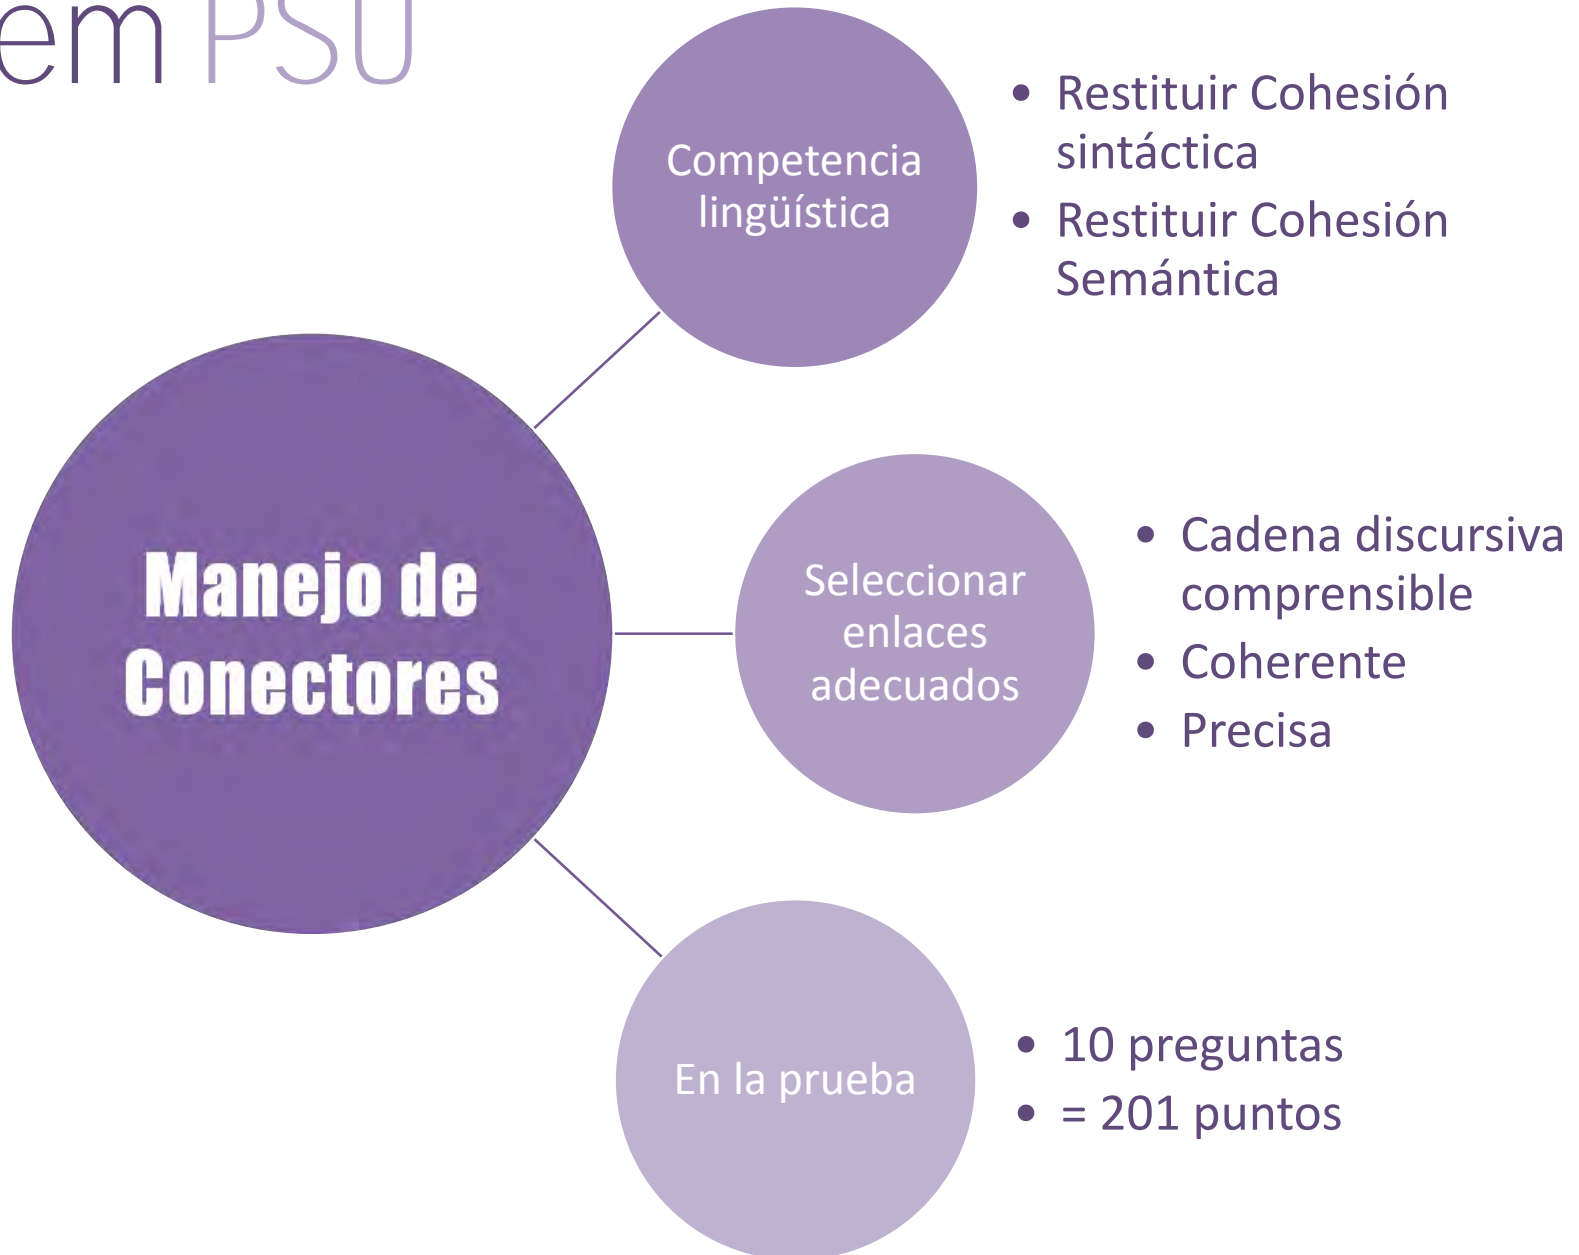 em PSU
Competencia
lingüística
• Restituir Cohesión
sintáctica
• Restituir Cohesión
Semántica
Manejo de
Conectores
Seleccionar
enlaces
adecuados
• Cadena discursiva
comprensible
• Coherente
• Precisa
En la prueba
• 10 preguntas
• = 201 puntos